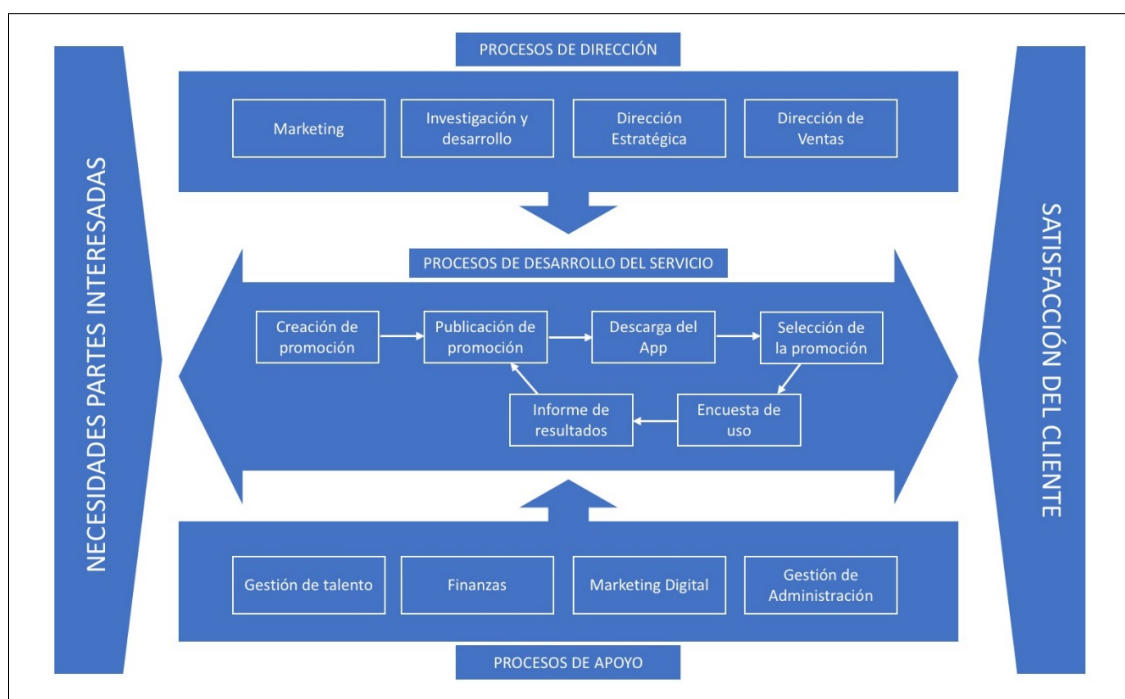 PROCESOS DE DIRECCIÓN
Marketing
Investigación y
desarrollo
Dirección
Estratégica
Dirección de
Ventas
NECESIDADES PARTES INTERESADAS
SATISFACCIÓN DEL CLIENTE
PROCESOS DE DESARROLLO DEL SERVICIO
Creación de
promoción
Publicación de
promoción
Descarga del
App
Selección de
la promoción
Informe de
resultados
Encuesta de
uso
Gestión de talento
Finanzas
Marketing Digital
Gestión de
Administración
PROCESOS DE APOYO